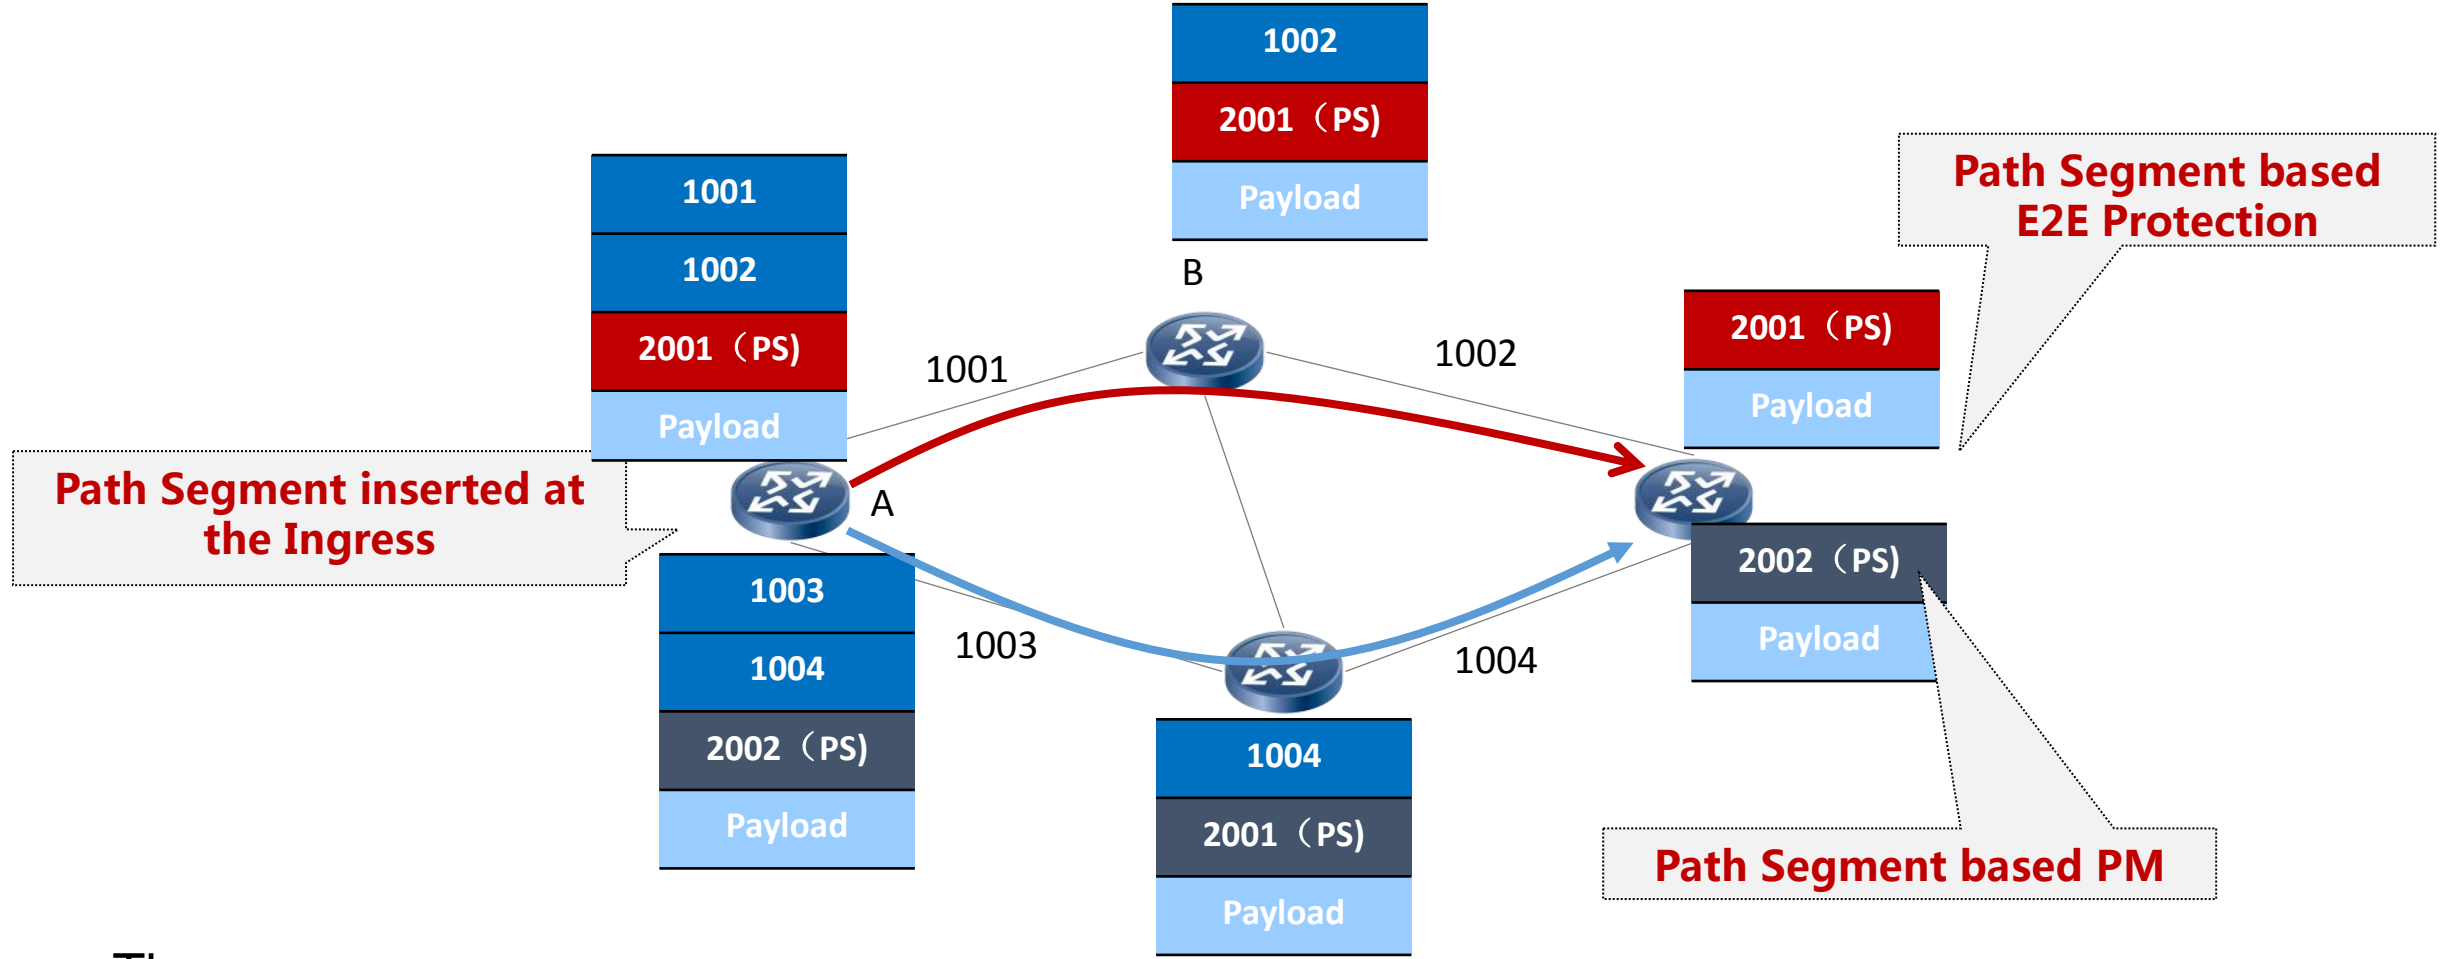 1002
2001（PS)
Payload
B
1001
1002
2001（PS)
Payload
Path Segment based
E2E Protection
2001（PS)
Payload
1001
1002
Path Segment inserted at
the Ingress
A
1003
1004
2002（PS)
Payload
1003
1004
2002（PS)
Payload
1004
2001（PS)
Payload
Path Segment based PM